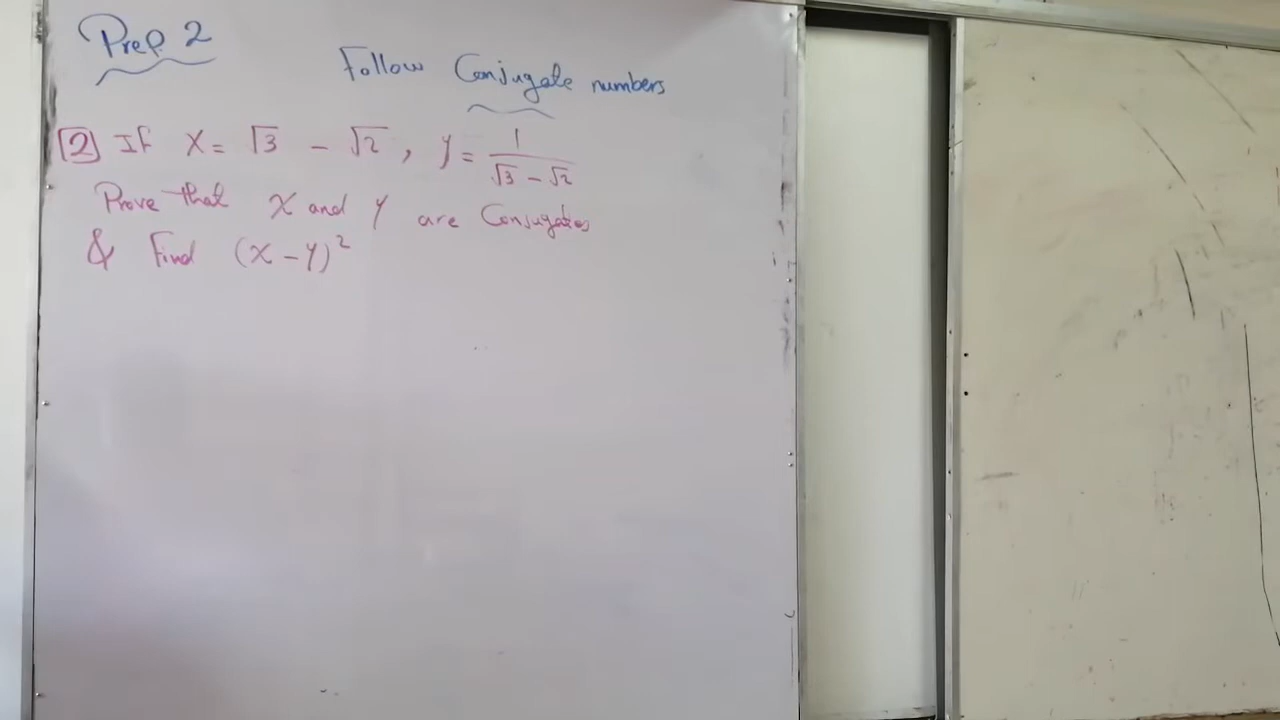 Prep 2
Follow Conjugate numbers
[2] If X = √3 - √2, y = 1/(√3 - √2)
Prove that X and Y are Conjugates
& Find (X - Y)²